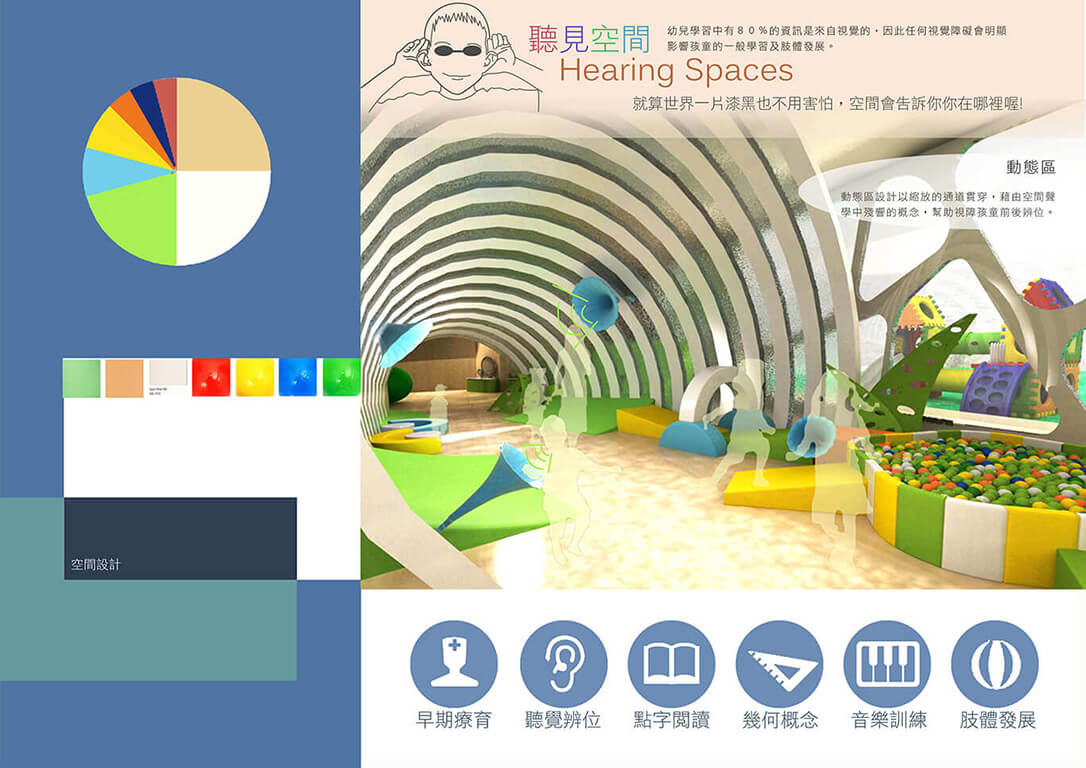 聽見空間
幼兒學習中有８０％的資訊是來自視覺的，因此任何視覺障礙會明顯
影響孩童的一般學習及肢體發展。
Hearing Spaces
就算世界一片漆黑也不用害怕，空間會告訴你你在哪裡喔!
動態區
動態區設計以縮放的通道貫穿，藉由空間聲
學中殘響的概念，幫助視障孩童前後辨位。
空間設計
早期療育
聽覺辨位
點字閱讀
幾何概念
音樂訓練
肢體發展